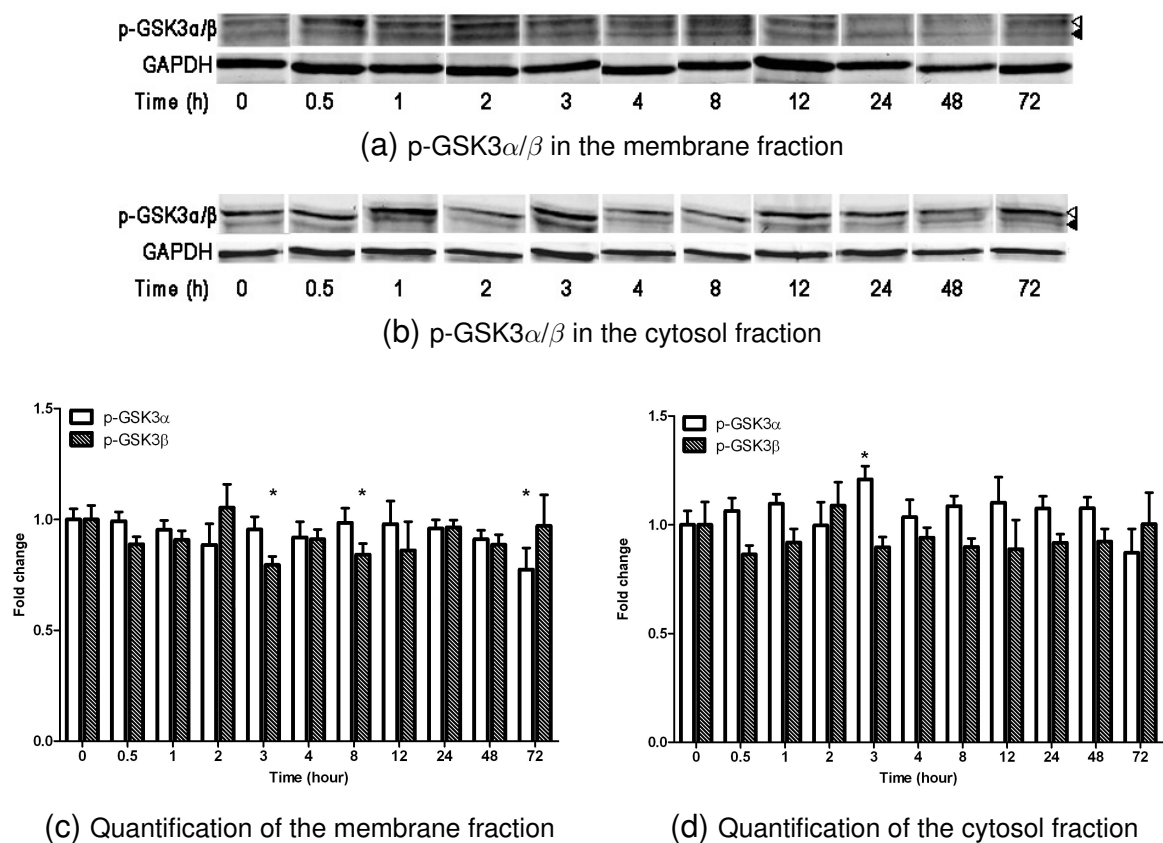 p-GSK3α/β
GAPDH
Time (h) 0 0.5 1 2 3 4 8 12 24 48 72
(a) p-GSK3α/β in the membrane fraction
p-GSK3α/β
GAPDH
Time (h) 0 0.5 1 2 3 4 8 12 24 48 72
(b) p-GSK3α/β in the cytosol fraction
1.5
p-GSK3α
p-GSK3β
* * *
1.0
Fold change
0.5
0.0
0 0.5 1 2 3 4 8 12 24 48 72
Time (hour)
(c) Quantification of the membrane fraction
1.5
p-GSK3α
p-GSK3β
*
1.0
Fold change
0.5
0.0
0 0.5 1 2 3 4 8 12 24 48 72
Time (hour)
(d) Quantification of the cytosol fraction